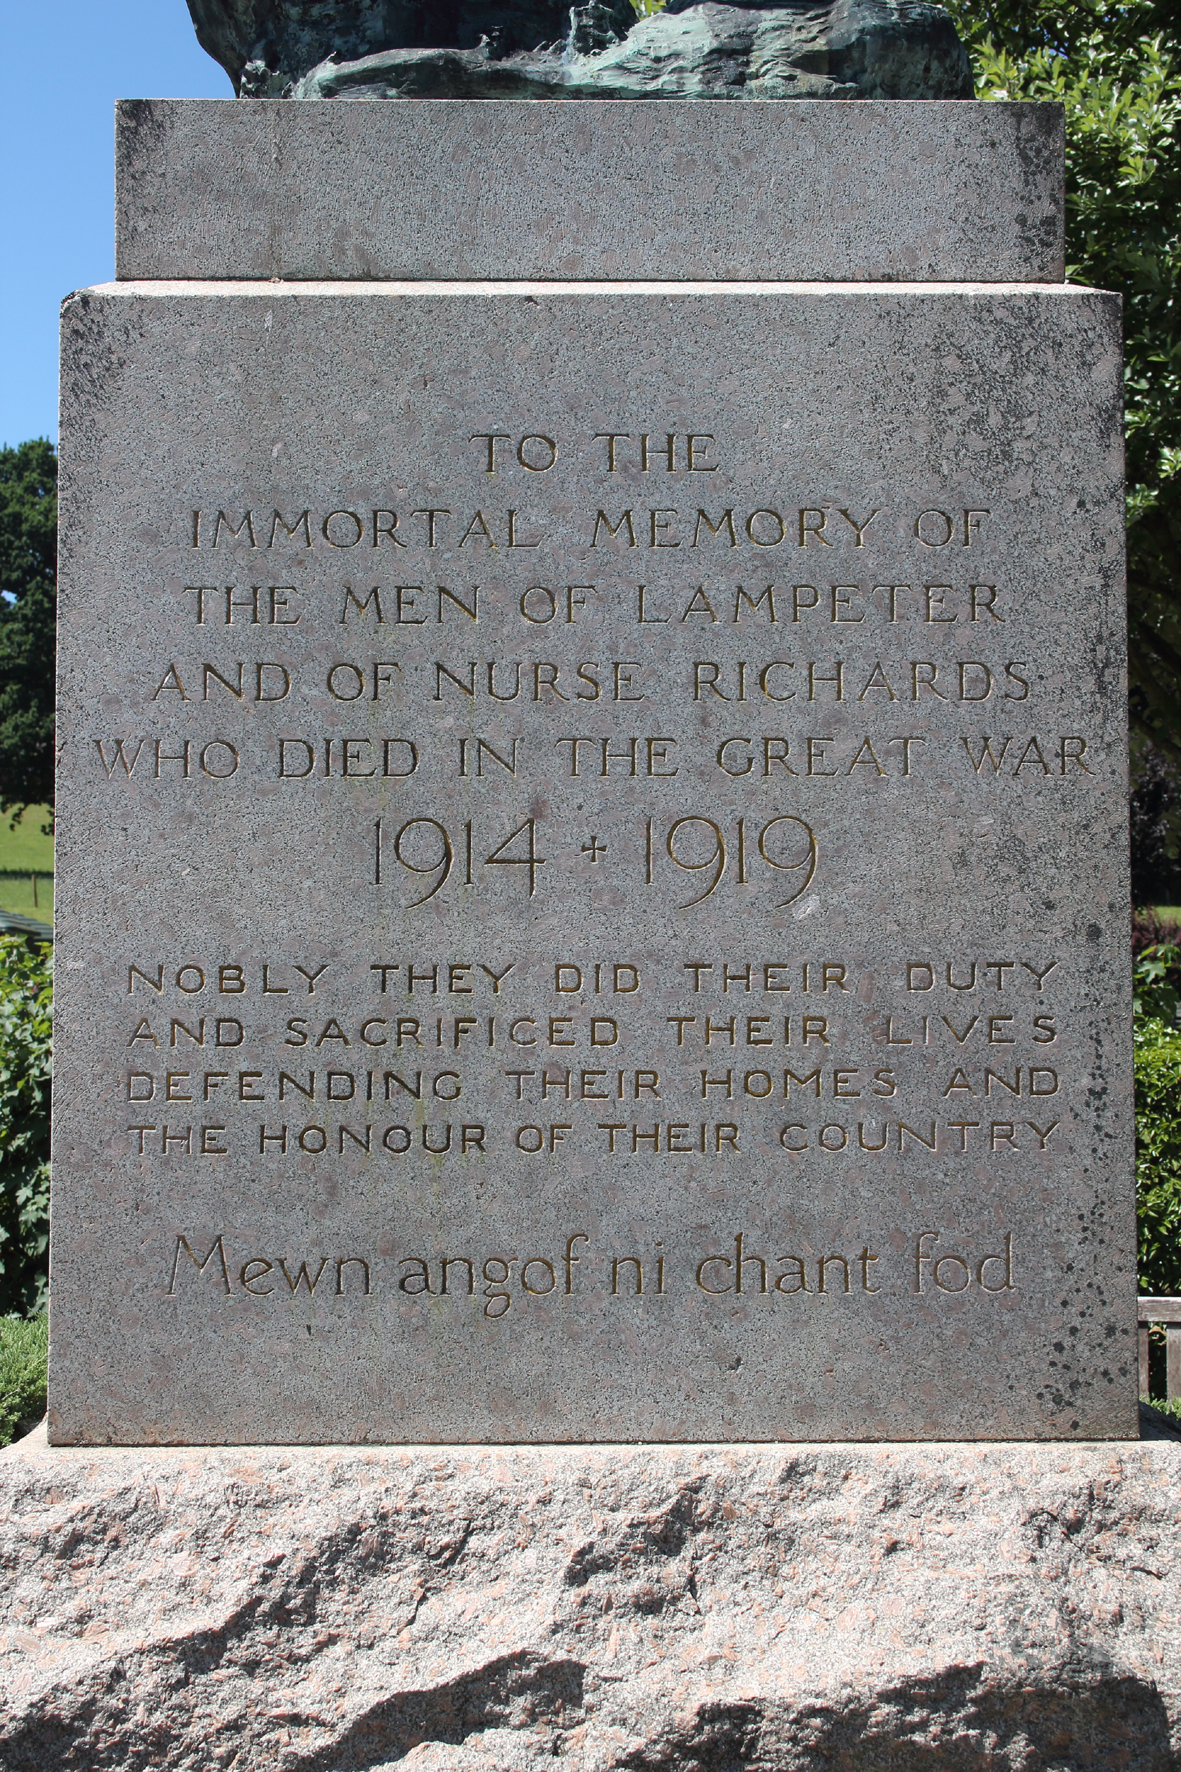 TO THE
IMMORTAL MEMORY OF
THE MEN OF LAMPETER
AND OF NURSE RICHARDS
WHO DIED IN THE GREAT WAR
1914 + 1919
NOBLY THEY DID THEIR DUTY
AND SACRIFICED THEIR LIVES
DEFENDING THEIR HOMES AND
THE HONOUR OF THEIR COUNTRY
Mewn angof ni chant fod